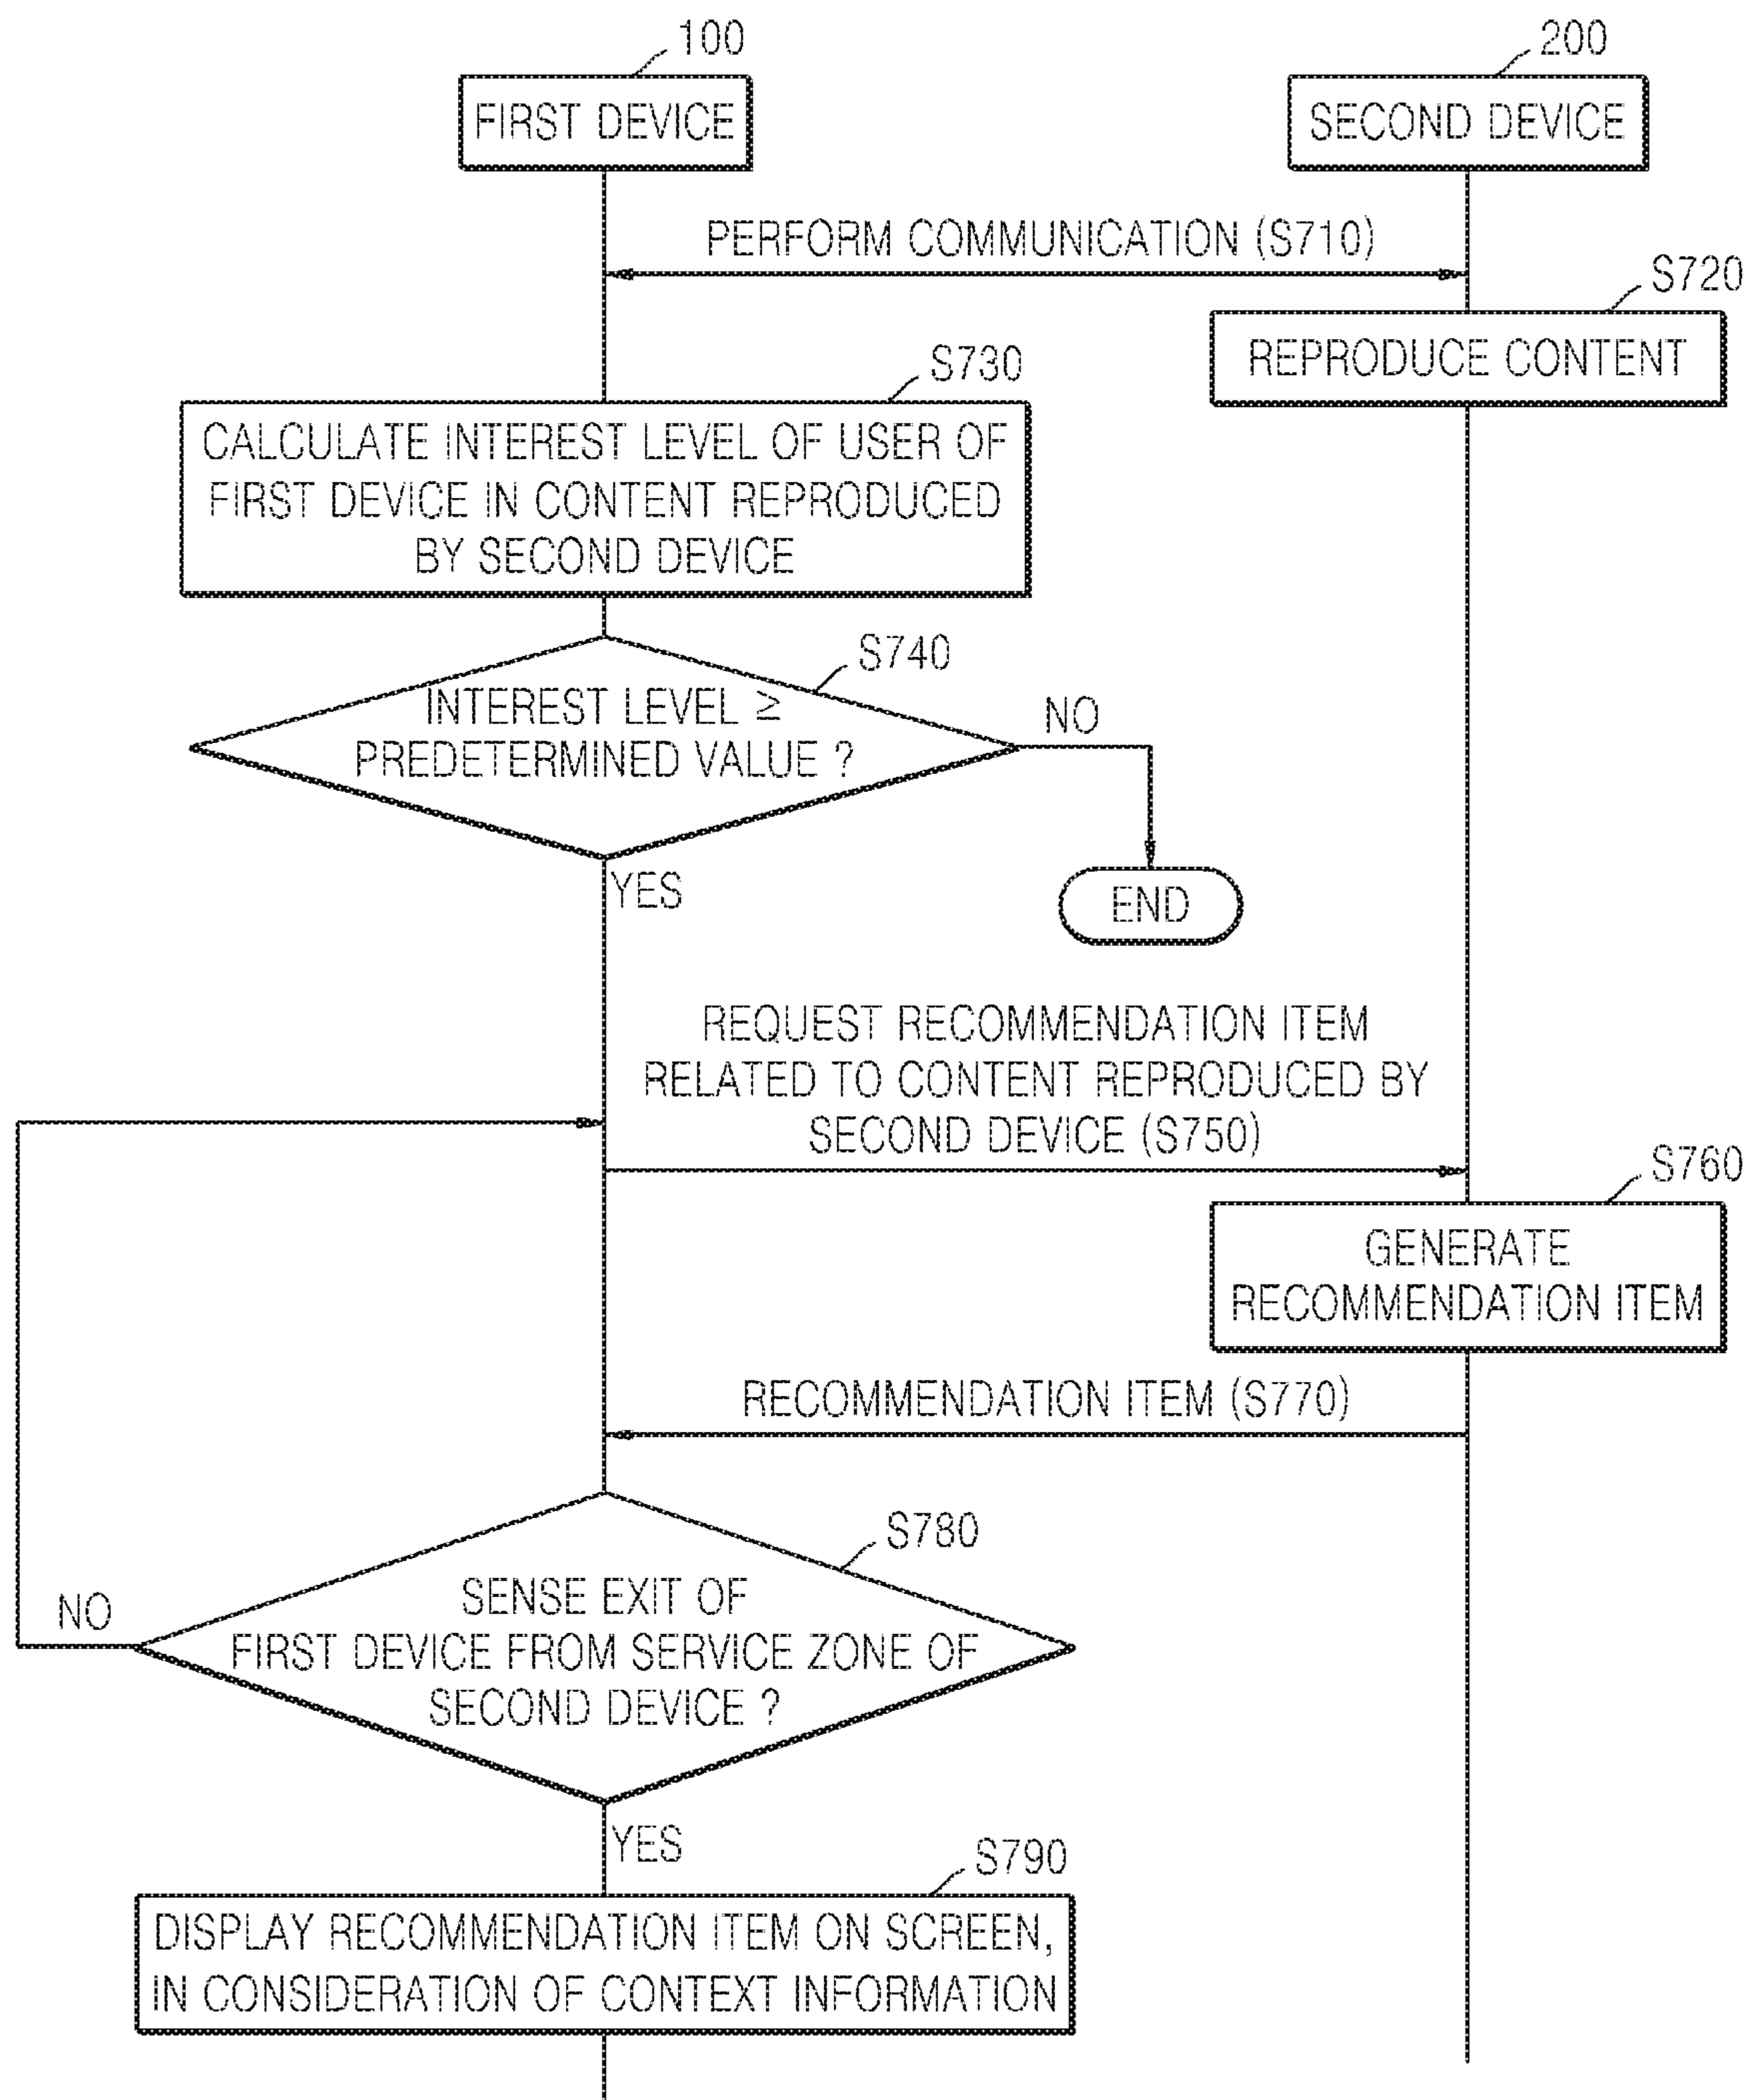 100
200
FIRST DEVICE
SECOND DEVICE
PERFORM COMMUNICATION (S710)
S720
REPRODUCE CONTENT
S730
CALCULATE INTEREST LEVEL OF USER OF
FIRST DEVICE IN CONTENT REPRODUCED
BY SECOND DEVICE
S740
INTEREST LEVEL ≥
PREDETERMINED VALUE ?
NO
YES
END
REQUEST RECOMMENDATION ITEM
RELATED TO CONTENT REPRODUCED BY
SECOND DEVICE (S750)
S760
GENERATE
RECOMMENDATION ITEM
RECOMMENDATION ITEM (S770)
S780
SENSE EXIT OF
FIRST DEVICE FROM SERVICE ZONE OF
SECOND DEVICE ?
NO
YES
S790
DISPLAY RECOMMENDATION ITEM ON SCREEN,
IN CONSIDERATION OF CONTEXT INFORMATION